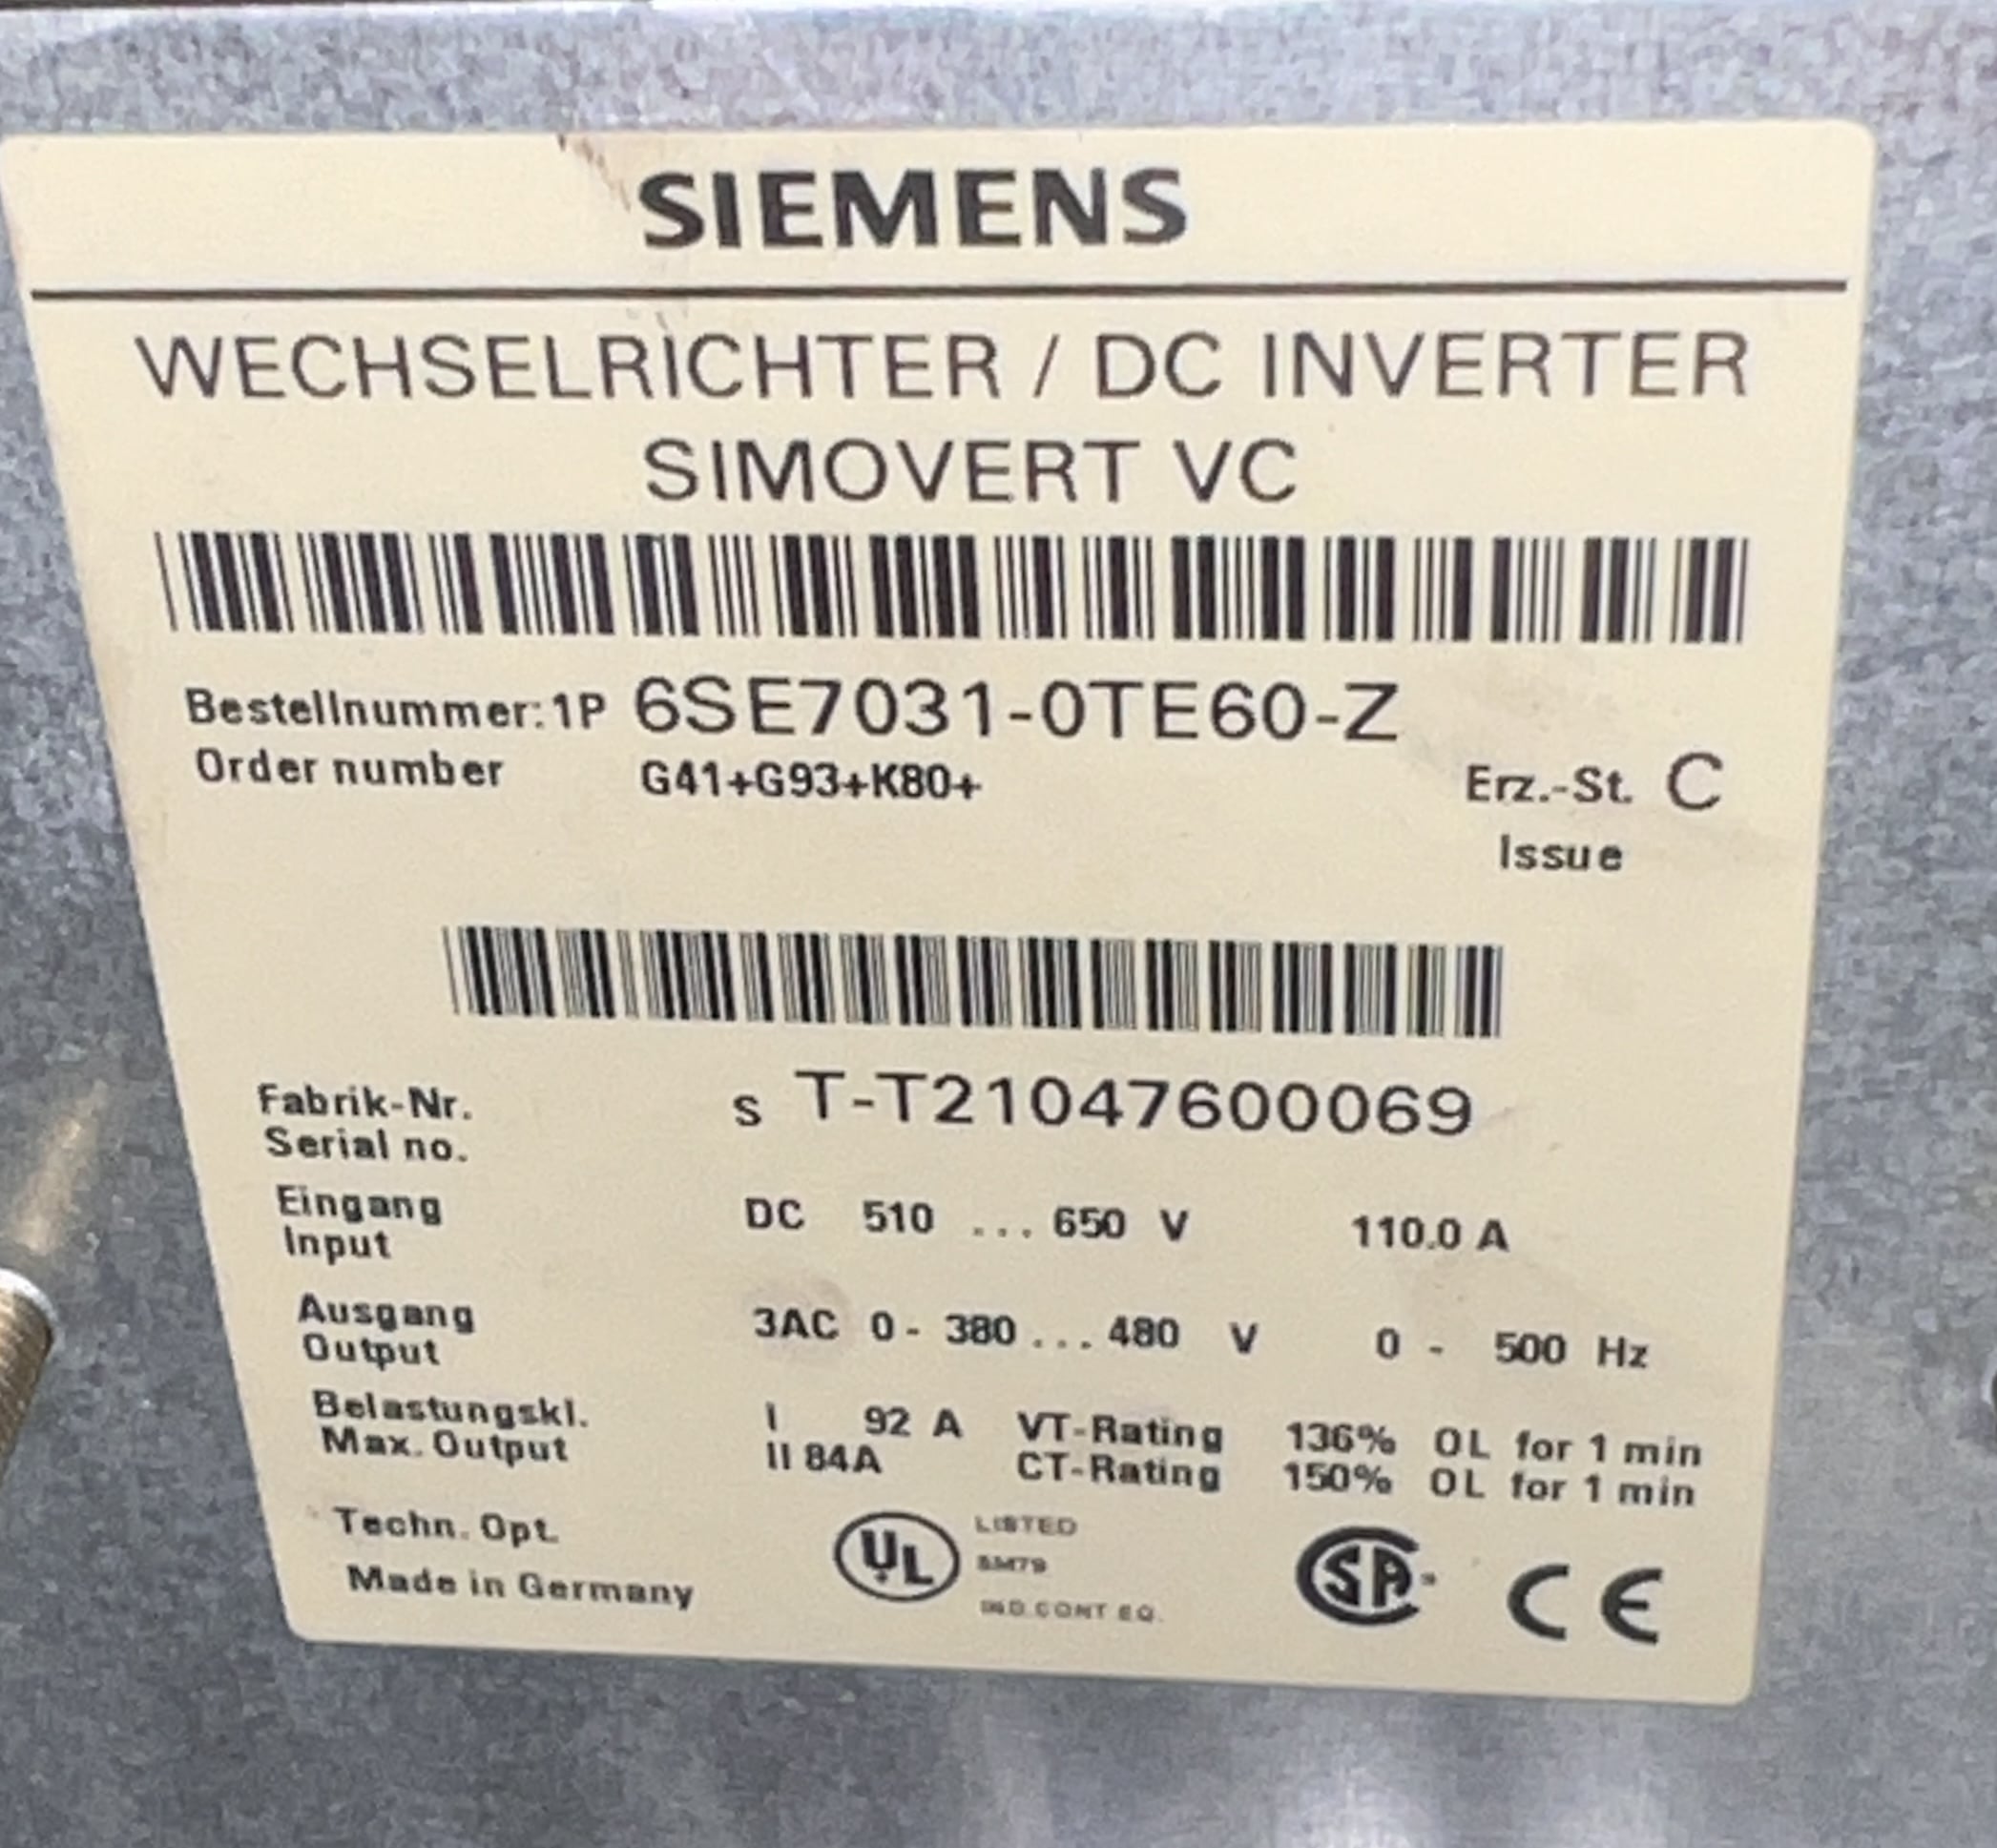 SIEMENS
WECHSELRICHTER / DC INVERTER
SIMOVERT VC
Bestellnummer: 1P 6SE7031-0TE60-Z
Order number G41+G93+K80+ Erz.-St. C
Issue
Fabrik-Nr. S T-T21047600069
Serial no.
Eingang DC 510 ... 650 V 110.0 A
Input
Ausgang 3AC 0 - 380 ... 480 V 0 - 500 Hz
Output
Belastungskl. I 92 A VT-Rating 136% OL for 1 min
Max. Output II 84A CT-Rating 150% OL for 1 min
Techn. Opt. UL LISTED
Made in Germany IND.CONT EQ. SA CE